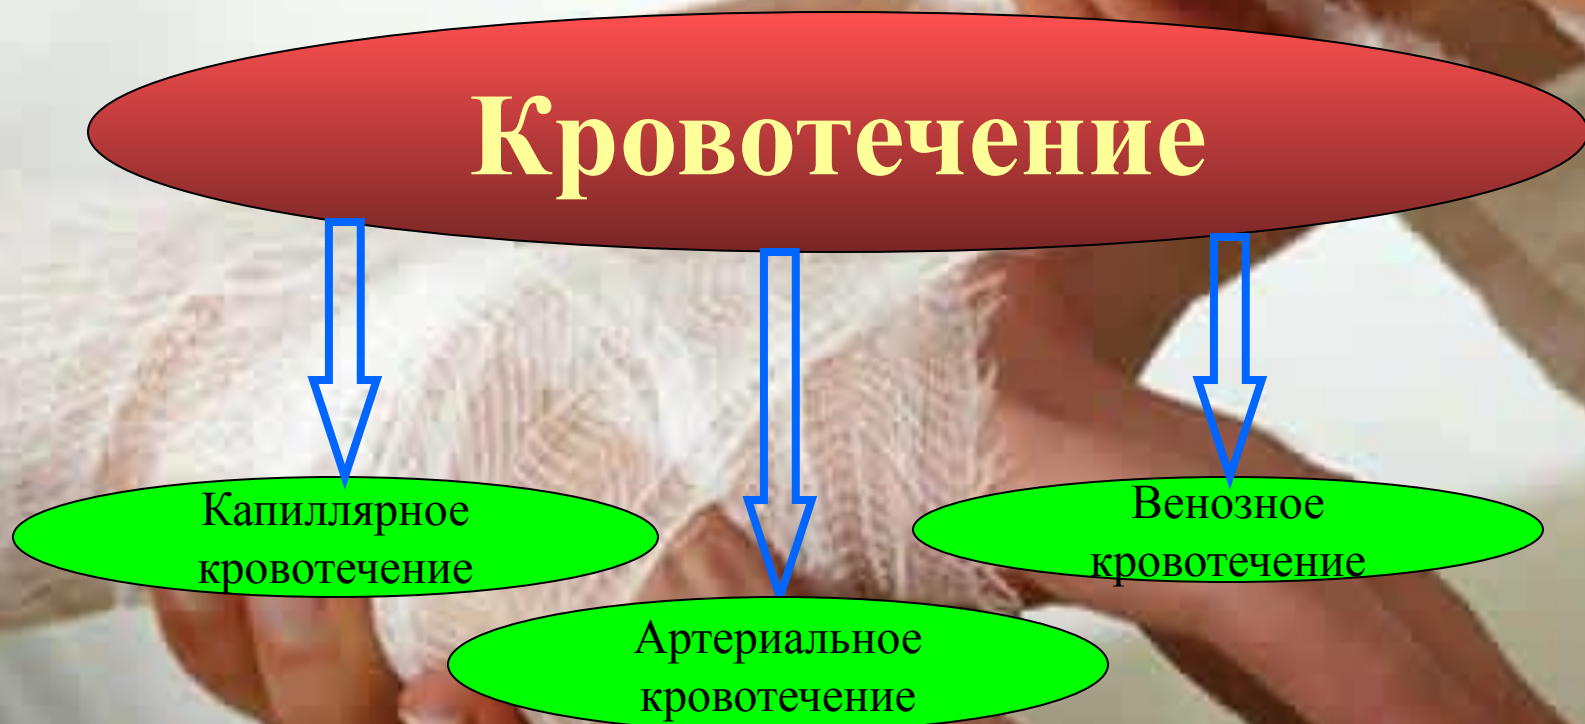 Кровотечение
Капиллярное
кровотечение
Венозное
кровотечение
Артериальное
кровотечение